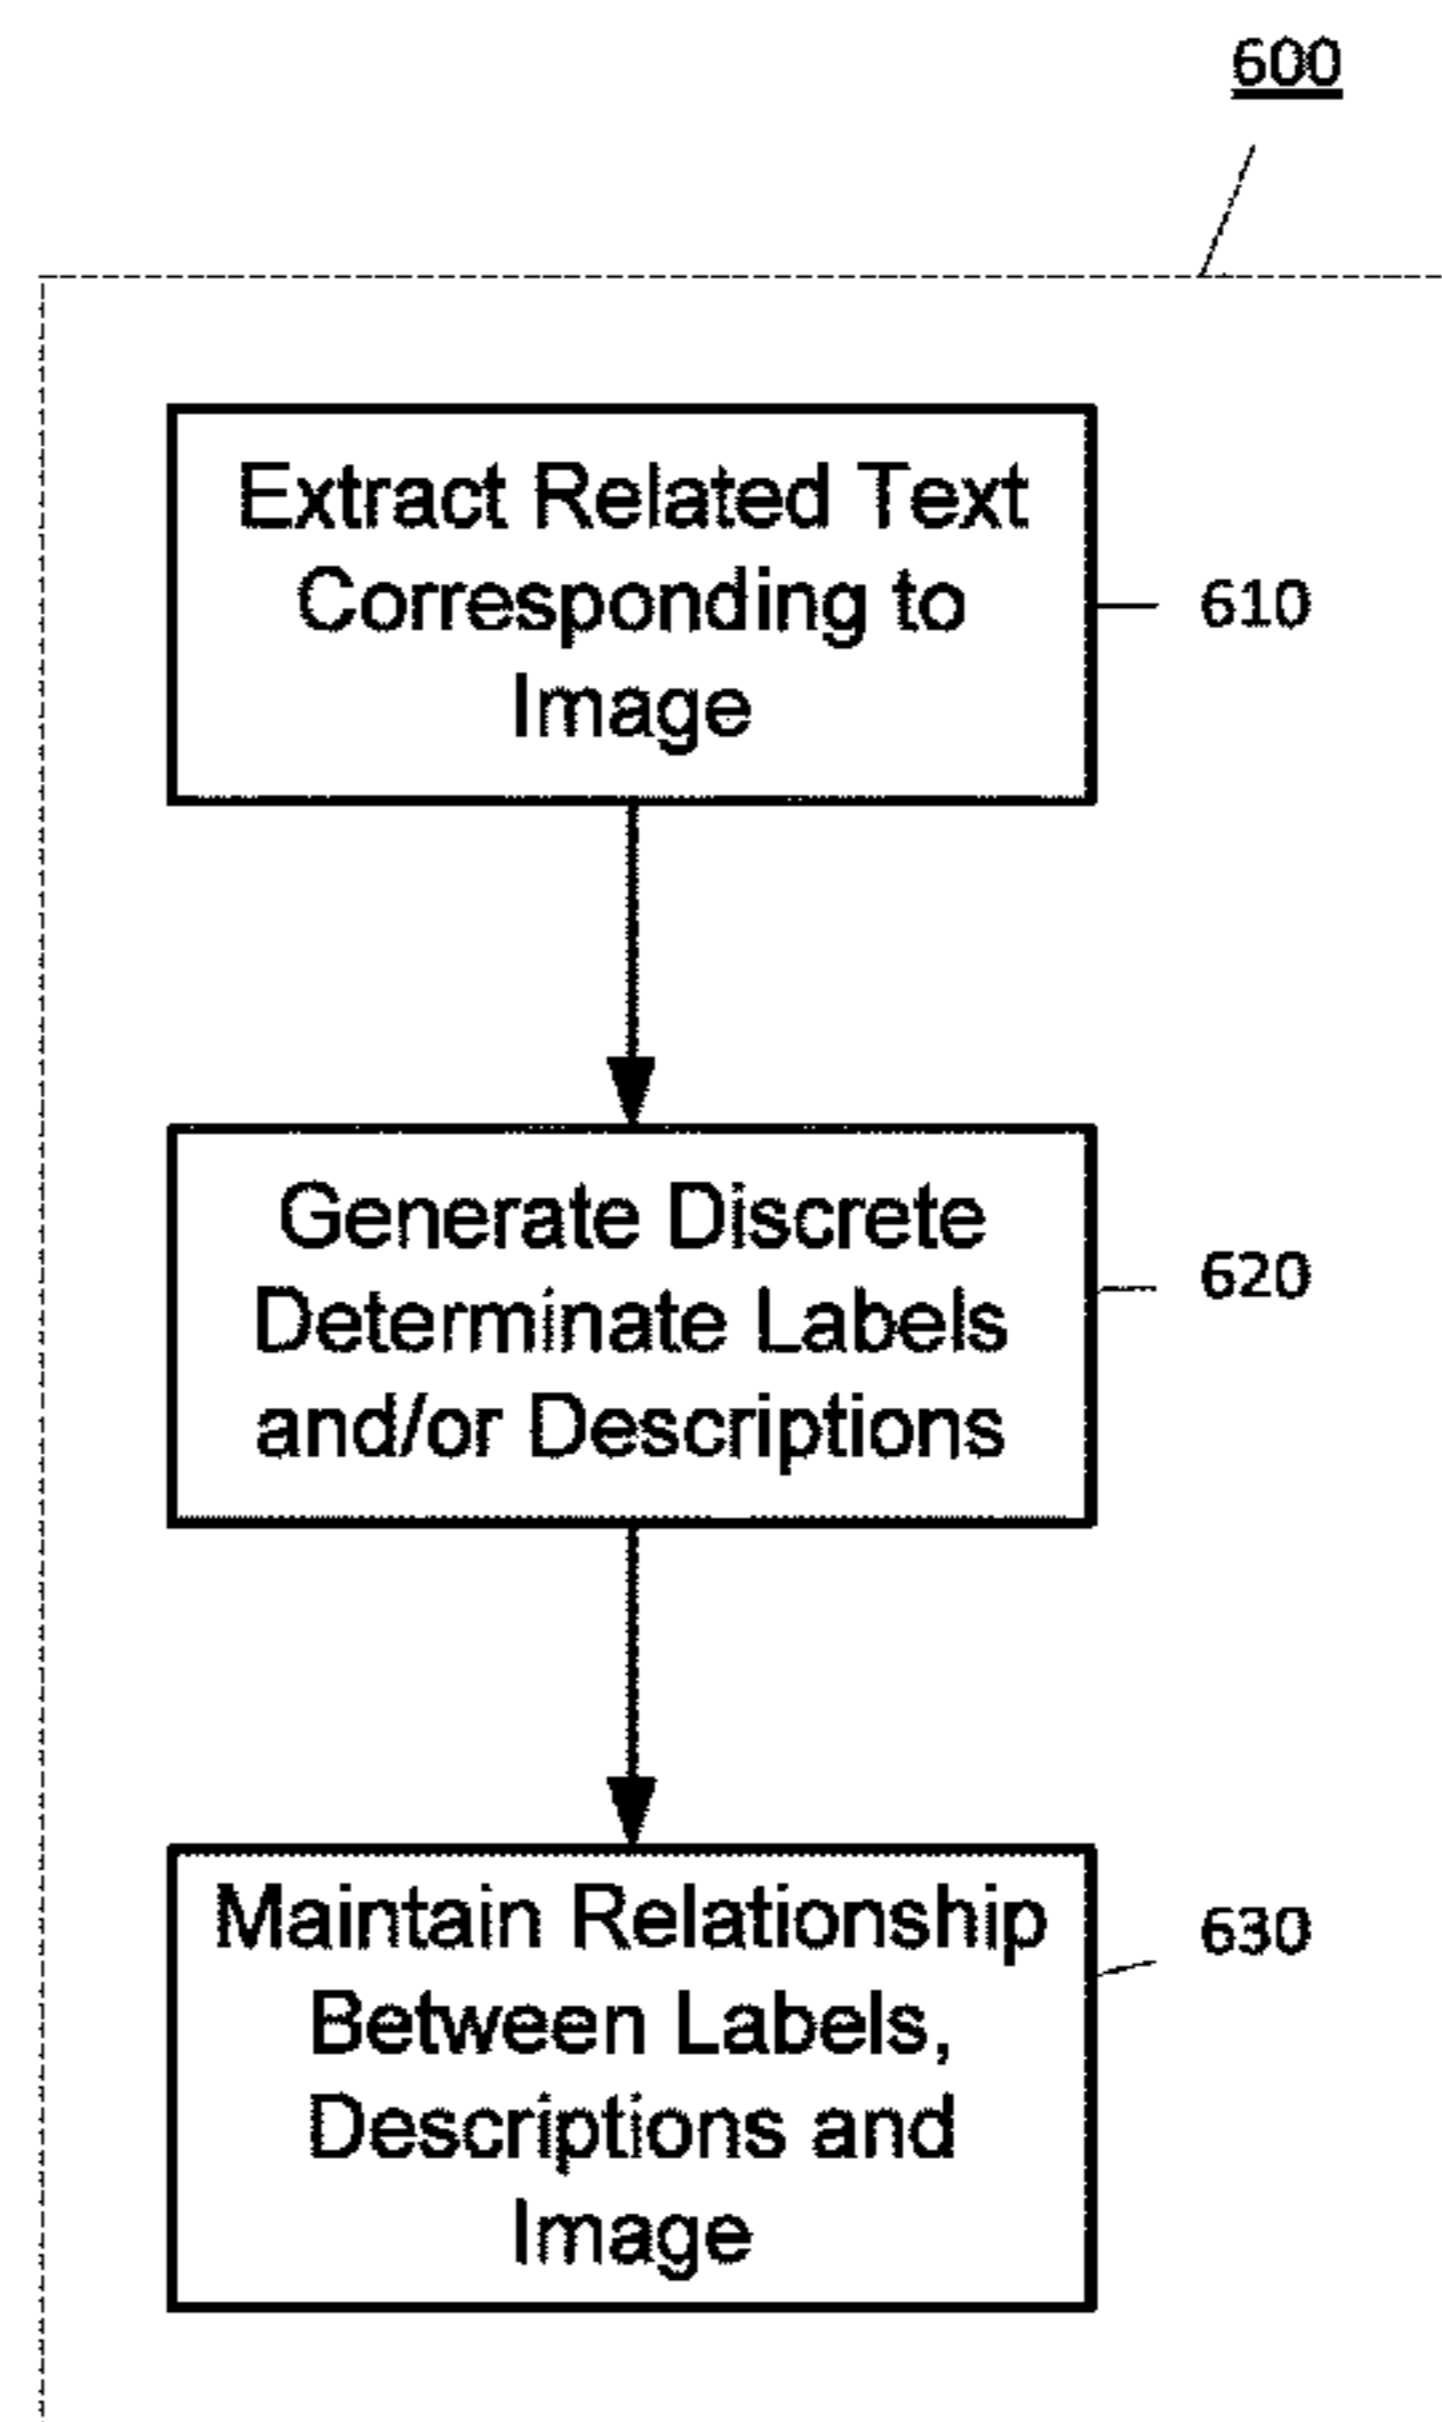 600
Extract Related Text
Corresponding to
Image
610
Generate Discrete
Determinate Labels
and/or Descriptions
620
Maintain Relationship
Between Labels,
Descriptions and
Image
630